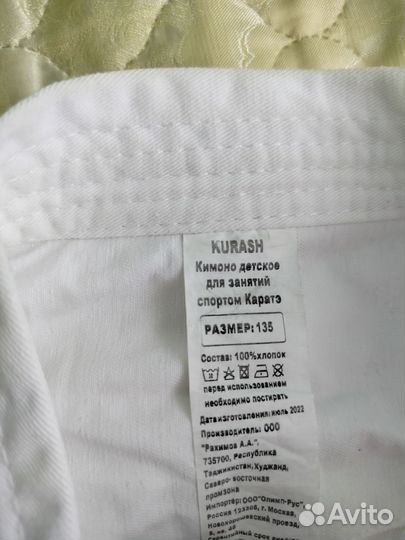 KURASH
Кимоно детское
для занятий
спортом Каратэ
РАЗМЕР: 135
Состав: 100%хлопок
перед использованием
необходимо постирать
Дата изготовления: июль 2022
Производитель: ООО
"Рахимов А.А.",
735700, Республика
Таджикистан, Худжанд,
Северо- восточная
промзона
Импортер: ООО"Олимп-Рус",
Россия 123308, г. Москва,
Новохорошевский проезд,
Avito